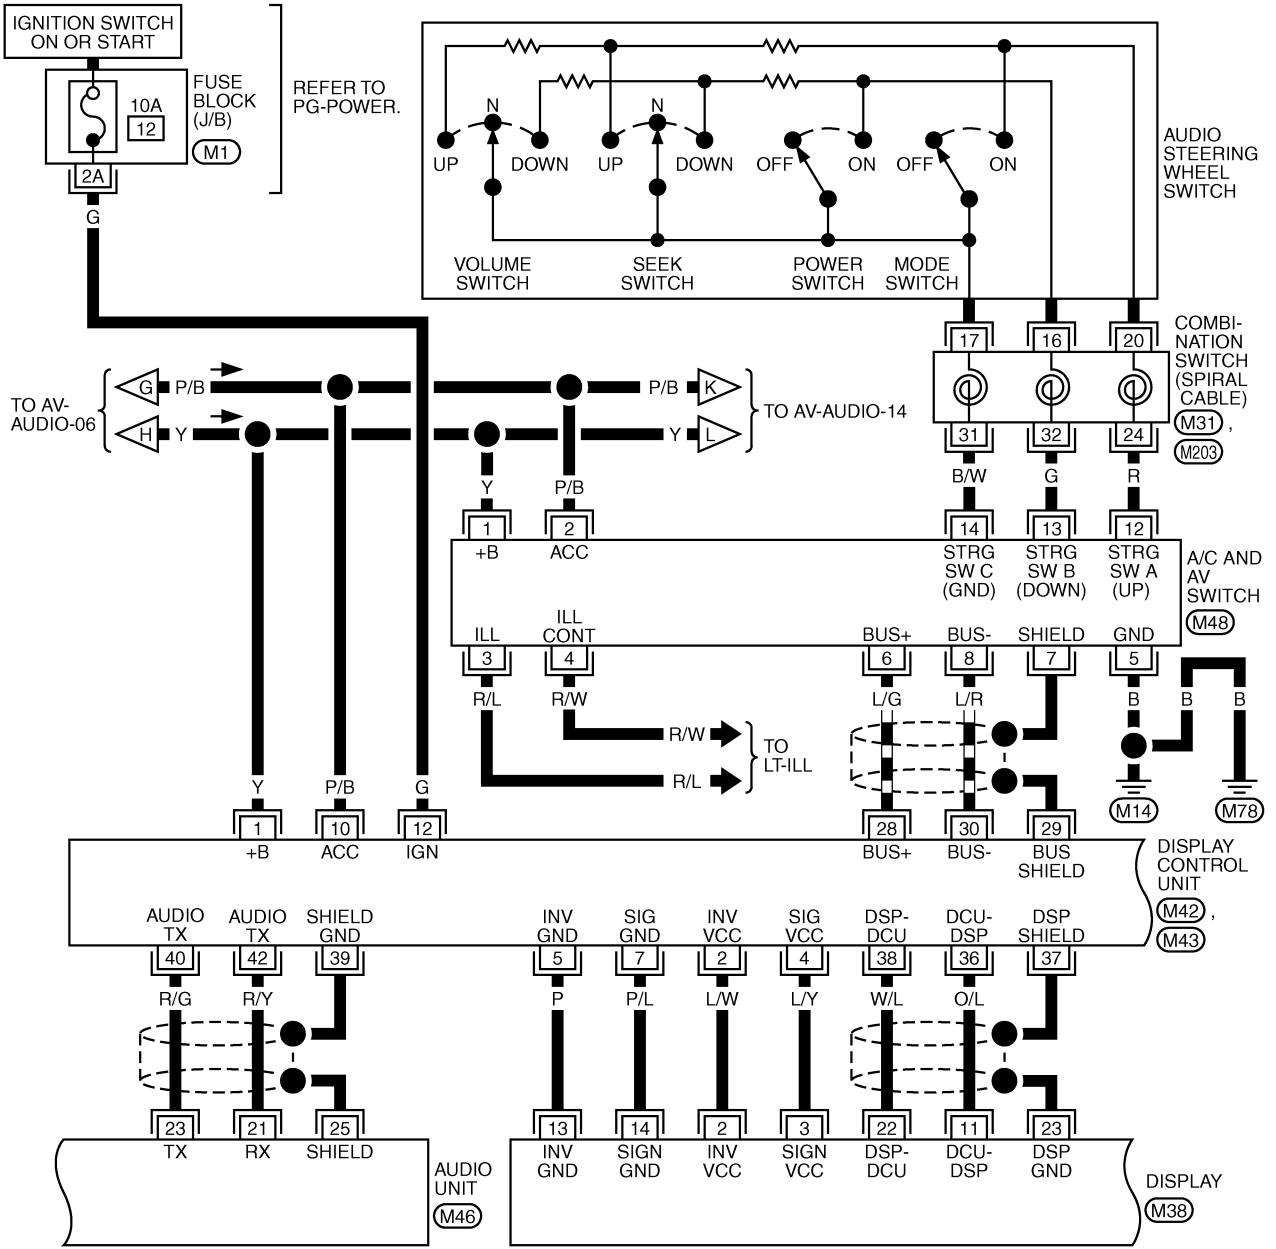 IGNITION SWITCH
ON OR START
10A
12
FUSE
BLOCK
(J/B)
M1
2A
G
REFER TO
PG-POWER.
N
N
UP
DOWN
UP
DOWN
OFF
ON
OFF
ON
VOLUME
SWITCH
SEEK
SWITCH
POWER
SWITCH
MODE
SWITCH
AUDIO
STEERING
WHEEL
SWITCH
17
16
20
COMBI-
NATION
SWITCH
(SPIRAL
CABLE)
M31 ,
M203
31
32
24
B/W
G
R
TO AV-
AUDIO-06
G
P/B
H
Y
P/B
K
Y
L
TO AV-AUDIO-14
Y
P/B
1
2
14
13
12
+B
ACC
STRG
SW C
(GND)
STRG
SW B
(DOWN)
STRG
SW A
(UP)
A/C AND
AV
SWITCH
M48
ILL
ILL
CONT
BUS+
BUS-
SHIELD
GND
3
4
6
8
7
5
R/L
R/W
L/G
L/R
B
B
B
R/W
R/L
TO
LT-ILL
M14
M78
Y
P/B
G
1
10
12
28
30
29
+B
ACC
IGN
BUS+
BUS-
BUS
SHIELD
DISPLAY
CONTROL
UNIT
M42 ,
M43
AUDIO
TX
AUDIO
TX
SHIELD
GND
INV
GND
SIG
GND
INV
VCC
SIG
VCC
DSP-
DCU
DCU-
DSP
DSP
SHIELD
40
42
39
5
7
2
4
38
36
37
R/G
R/Y
P
P/L
L/W
L/Y
W/L
O/L
23
21
25
13
14
2
3
22
11
23
TX
RX
SHIELD
INV
GND
SIGN
GND
INV
VCC
SIGN
VCC
DSP-
DCU
DCU-
DSP
DSP
GND
AUDIO
UNIT
M46
DISPLAY
M38